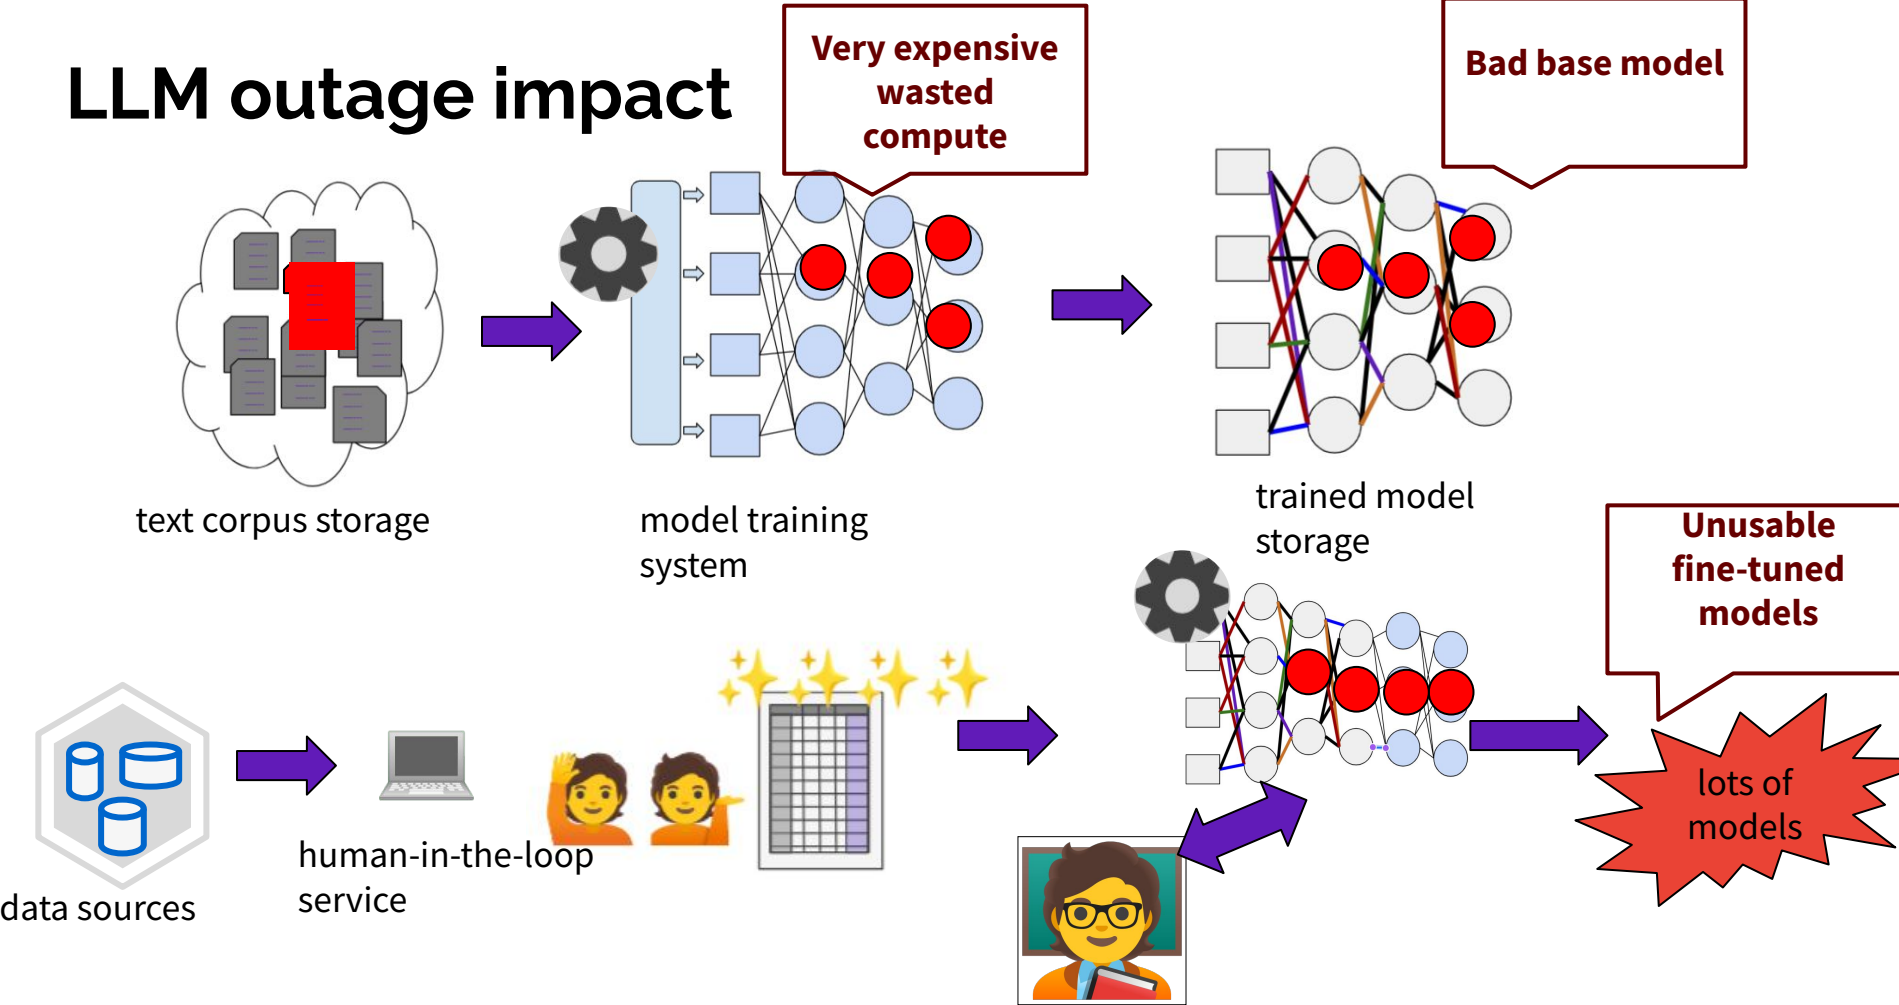 LLM outage impact
Very expensive
wasted
compute
Bad base model
text corpus storage
model training
system
trained model
storage
Unusable
fine-tuned
models
data sources
human-in-the-loop
service
lots of
models